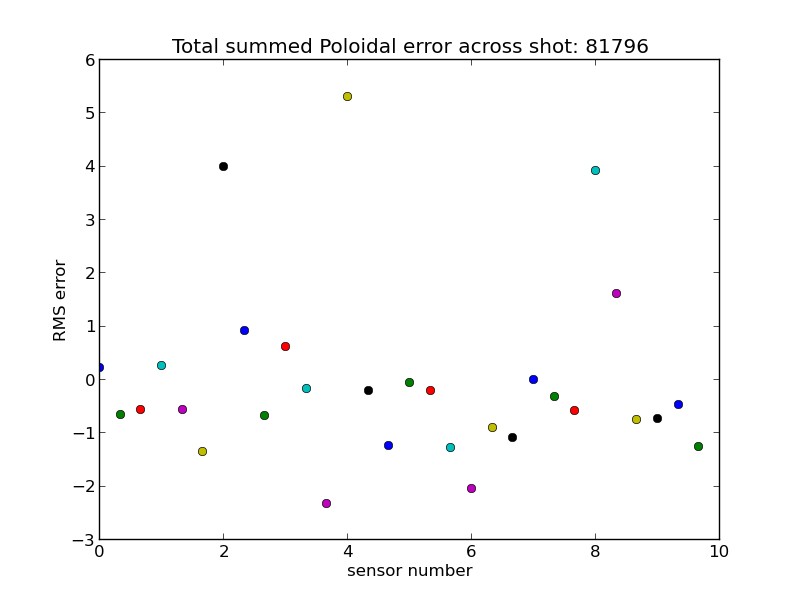 Total summed Poloidal error across shot: 81796
6
5
4
3
2
1
0
−1
−2
−3
RMS error
0 2 4 6 8 10
sensor number